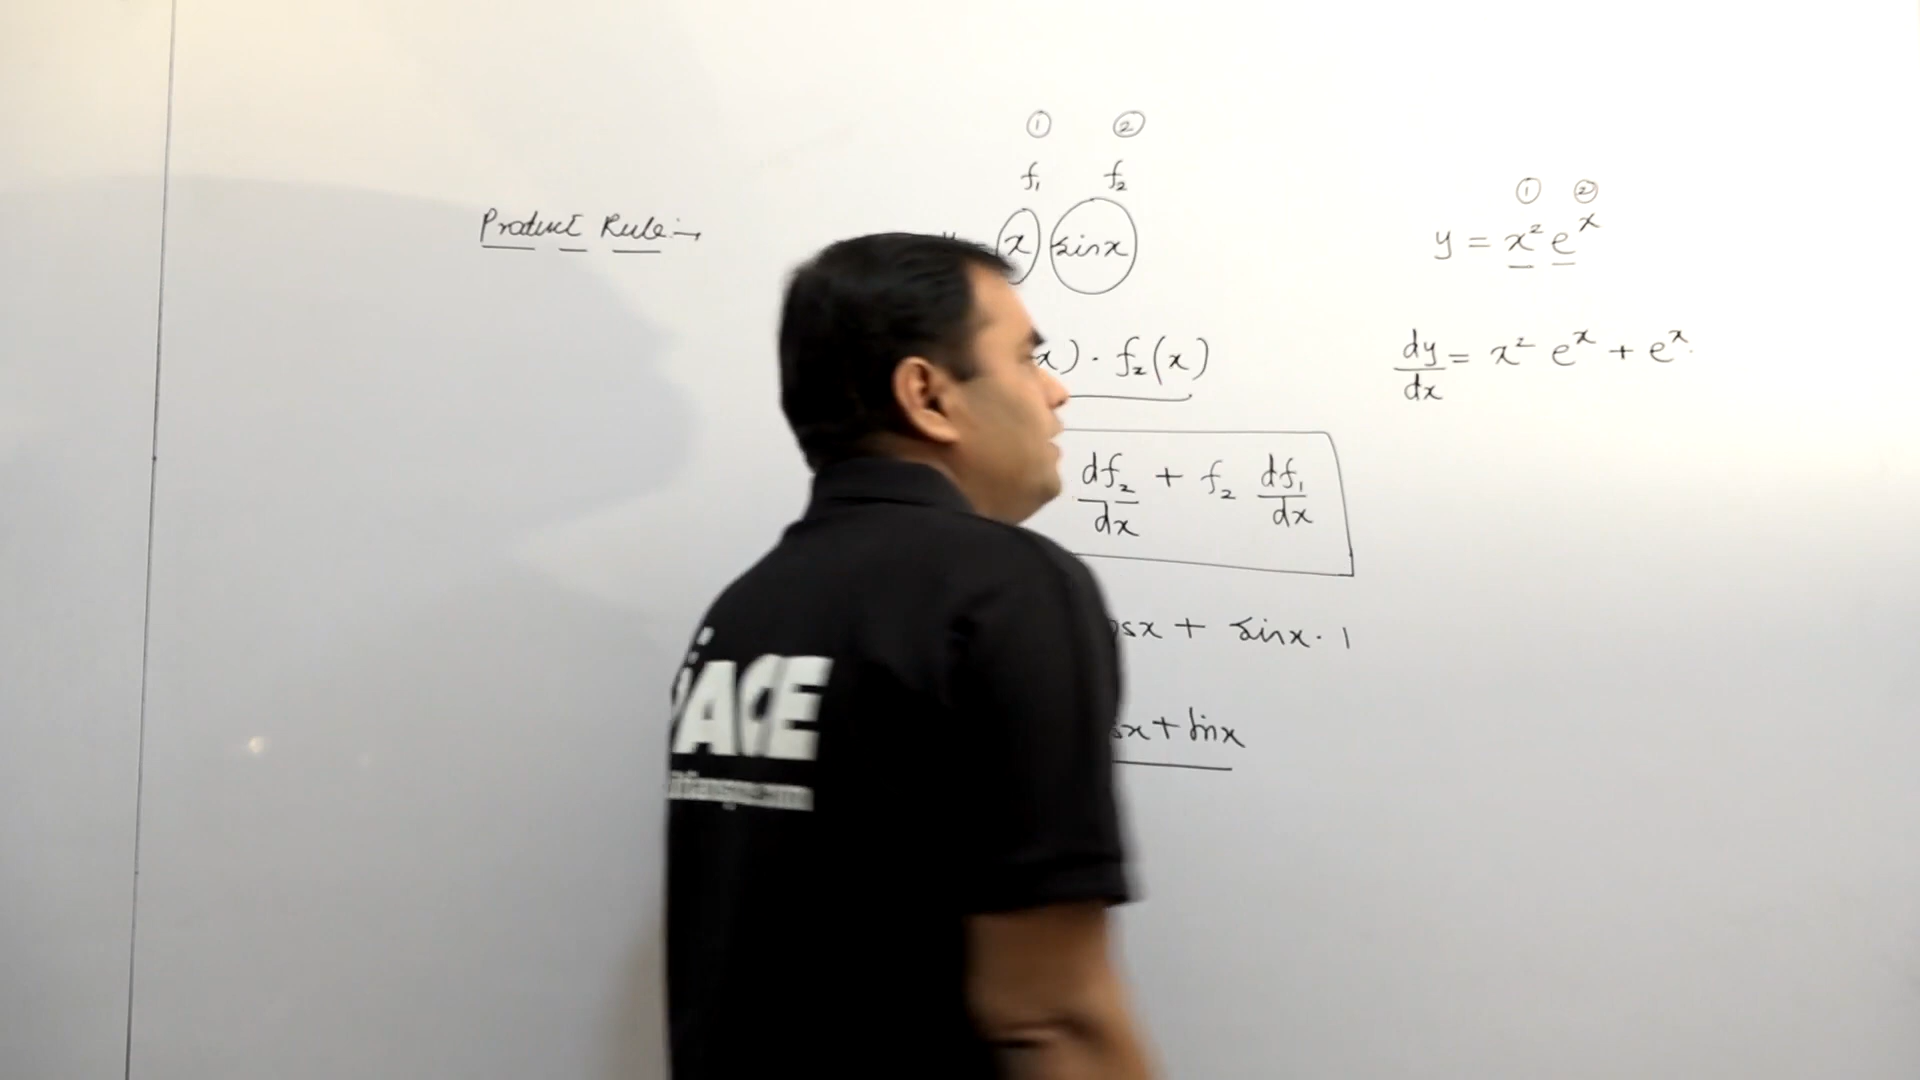 ① ②
f₁ f₂
Product Rule :→
= x sinx
x) · f₂(x)
df₂/dx + f₂ df₁/dx
sx + sinx · 1
x + sinx
① ②
y = x² eˣ
dy/dx = x² eˣ + eˣ.
ACE